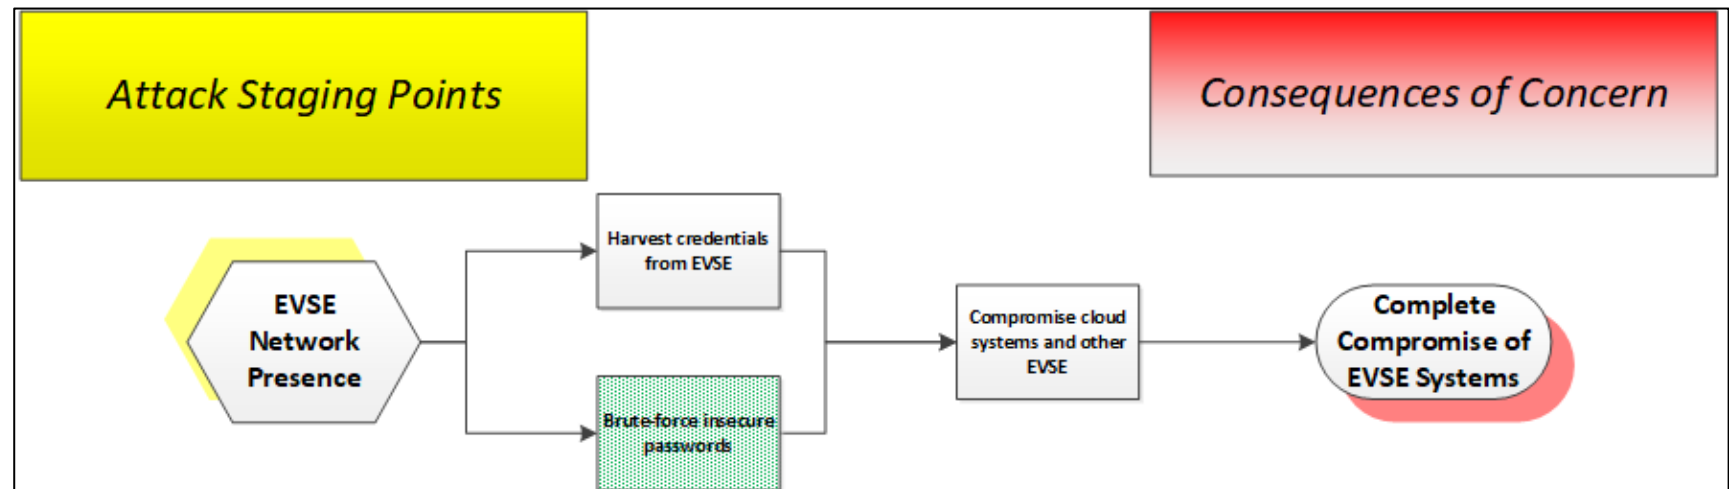 Attack Staging Points
Consequences of Concern
EVSE
Network
Presence
Harvest credentials
from EVSE
Brute-force insecure
passwords
Compromise cloud
systems and other
EVSE
Complete
Compromise of
EVSE Systems